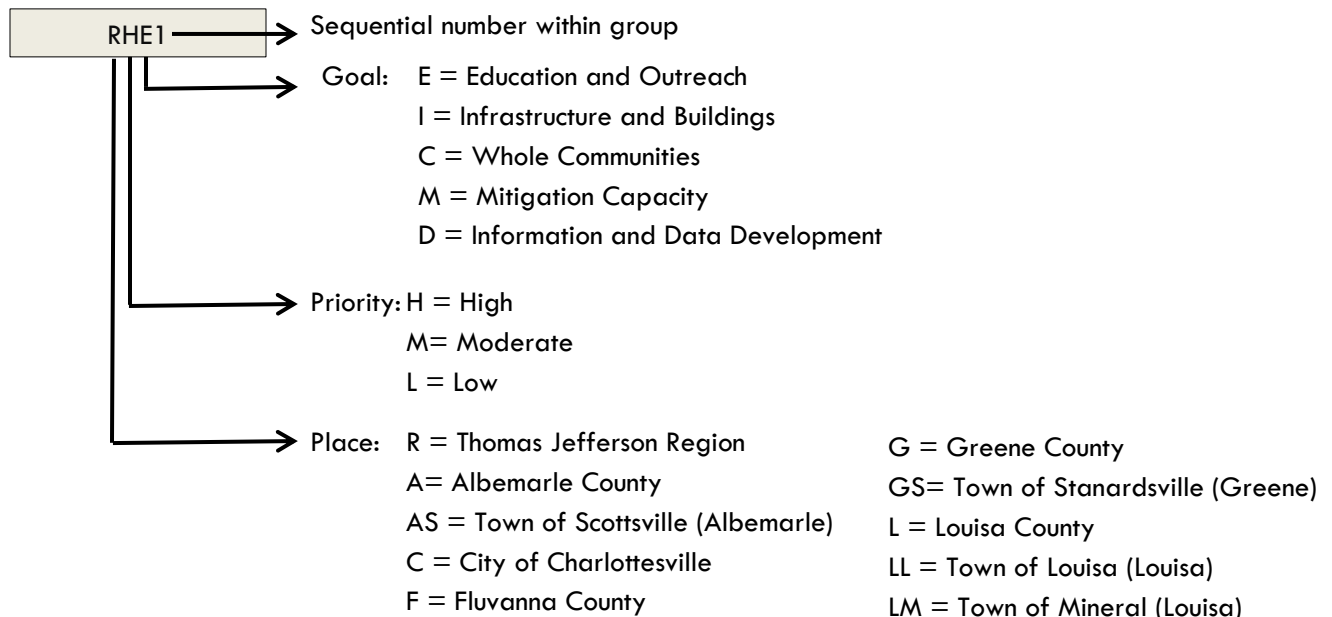 RHE1
Sequential number within group
Goal: E = Education and Outreach
I = Infrastructure and Buildings
C = Whole Communities
M = Mitigation Capacity
D = Information and Data Development
Priority: H = High
M= Moderate
L = Low
Place: R = Thomas Jefferson Region
A= Albemarle County
AS = Town of Scottsville (Albemarle)
C = City of Charlottesville
F = Fluvanna County
G = Greene County
GS= Town of Stanardsville (Greene)
L = Louisa County
LL = Town of Louisa (Louisa)
LM = Town of Mineral (Louisa)